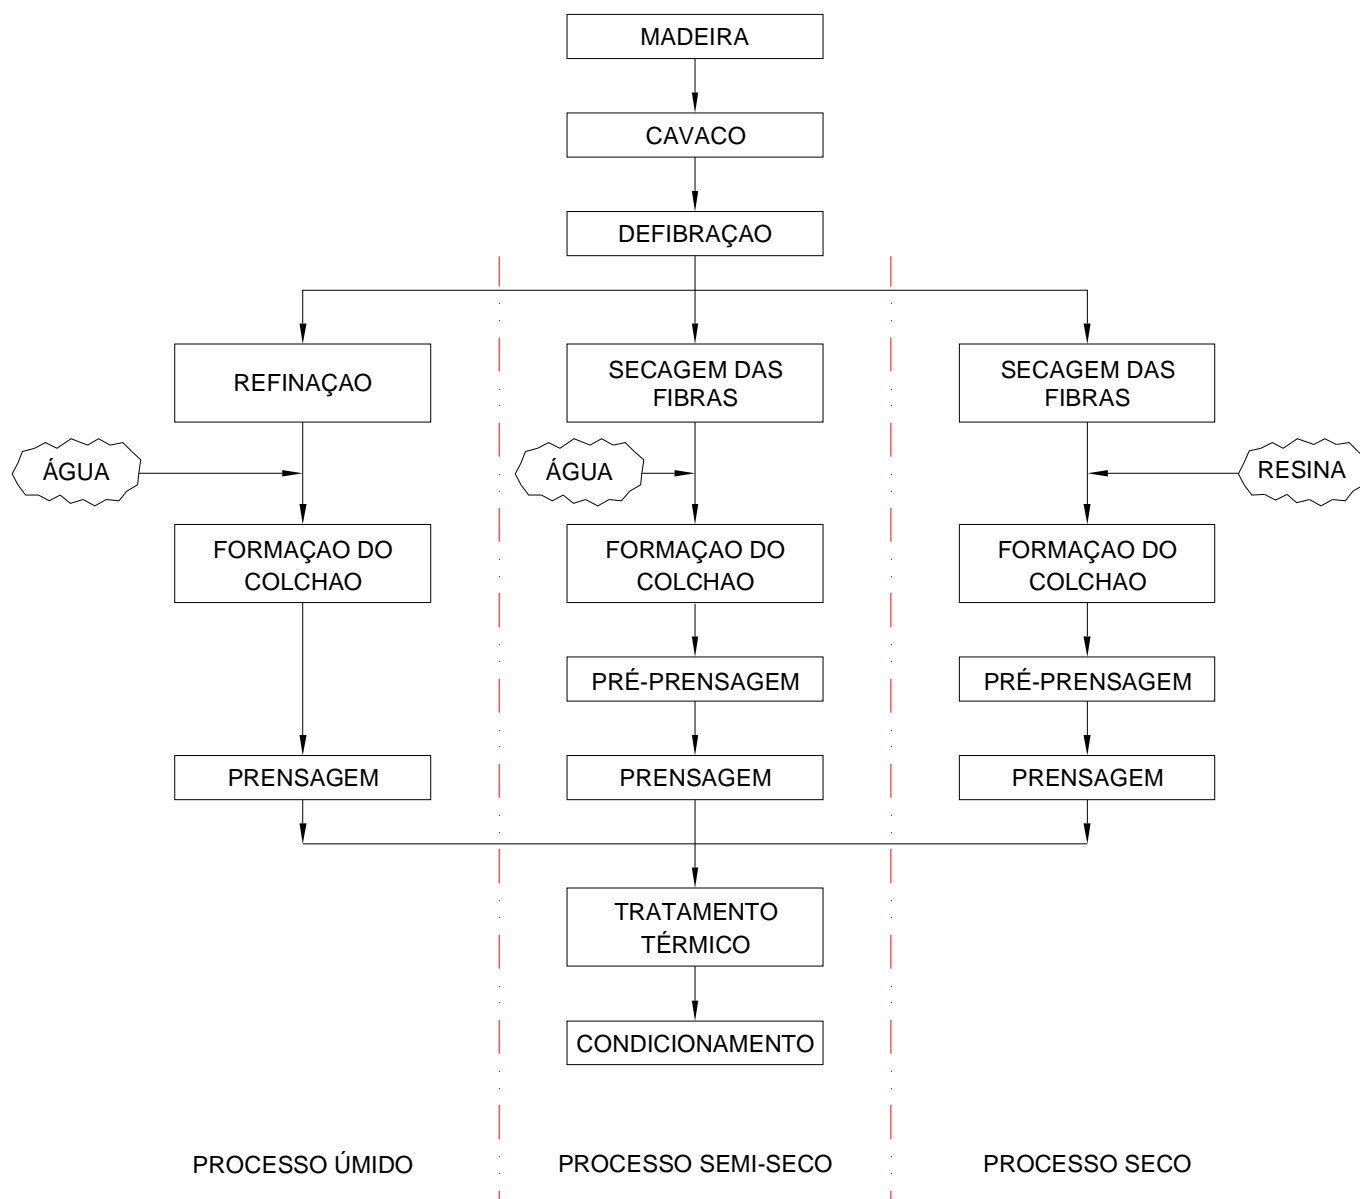 MADEIRA
CAVACO
DEFIBRAÇAO
REFINAÇAO
SECAGEM DAS
FIBRAS
SECAGEM DAS
FIBRAS
ÁGUA
ÁGUA
RESINA
FORMAÇAO DO
COLCHAO
FORMAÇAO DO
COLCHAO
FORMAÇAO DO
COLCHAO
PRÉ-PRENSAGEM
PRÉ-PRENSAGEM
PRENSAGEM
PRENSAGEM
PRENSAGEM
TRATAMENTO
TÉRMICO
CONDICIONAMENTO
PROCESSO ÚMIDO
PROCESSO SEMI-SECO
PROCESSO SECO